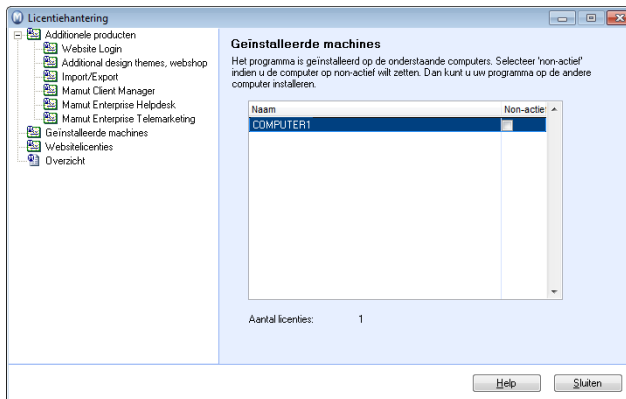 Licentiehantering
Additionele producten
Website Login
Additional design themes, webshop
Import/Export
Mamut Client Manager
Mamut Enterprise Helpdesk
Mamut Enterprise Telemarketing
Geïnstalleerde machines
Websitelicenties
Overzicht
Geïnstalleerde machines
Het programma is geïnstalleerd op de onderstaande computers. Selecteer 'non-actief'
indien u de computer op non-actief wilt zetten. Dan kunt u uw programma op de andere
computer installeren.
Naam Non-actief
COMPUTER1
Aantal licenties: 1
Help Sluiten